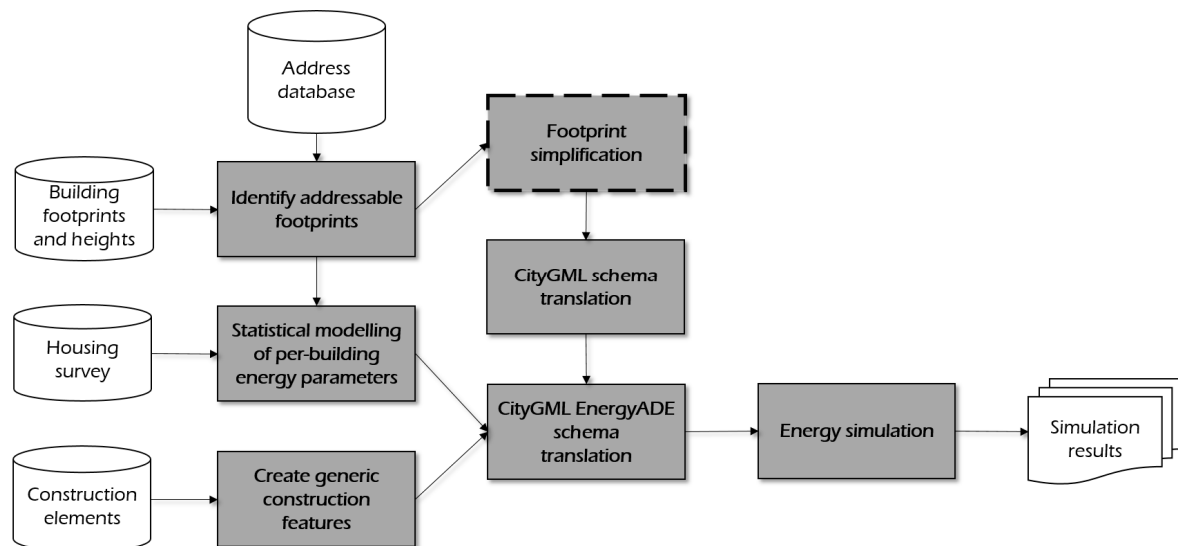 Address
database
Footprint
simplification
Building
footprints
and heights
Identify addressable
footprints
CityGML schema
translation
Housing
survey
Statistical modelling
of per-building
energy parameters
CityGML EnergyADE
schema
translation
Energy simulation
Simulation
results
Construction
elements
Create generic
construction
features